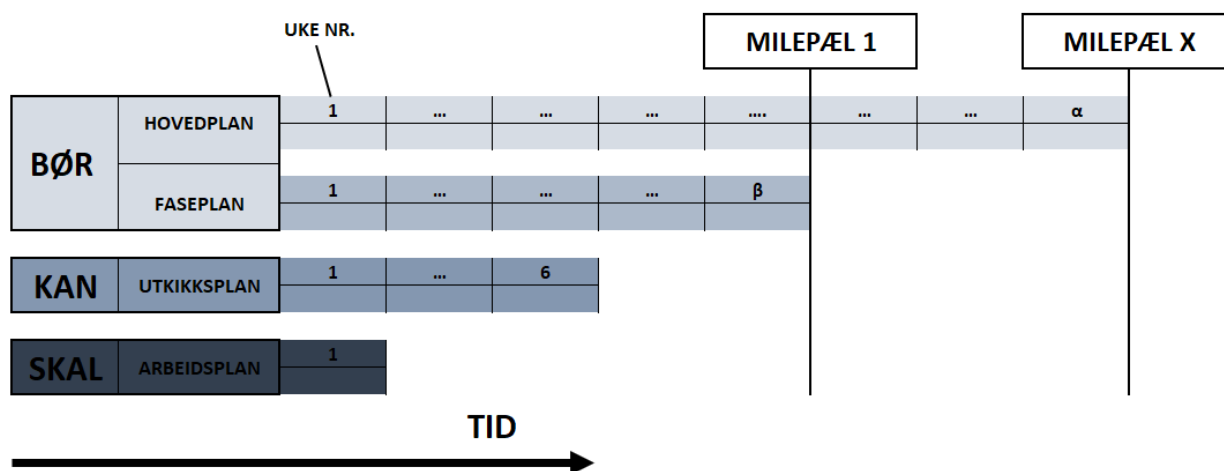 UKE NR.
MILEPÆL 1
MILEPÆL X
BØR
HOVEDPLAN
1 ... ... ... .... ... ... α
FASEPLAN
1 ... ... ... β
KAN
UTKIKKSPLAN
1 ... 6
SKAL
ARBEIDSPLAN
1
TID